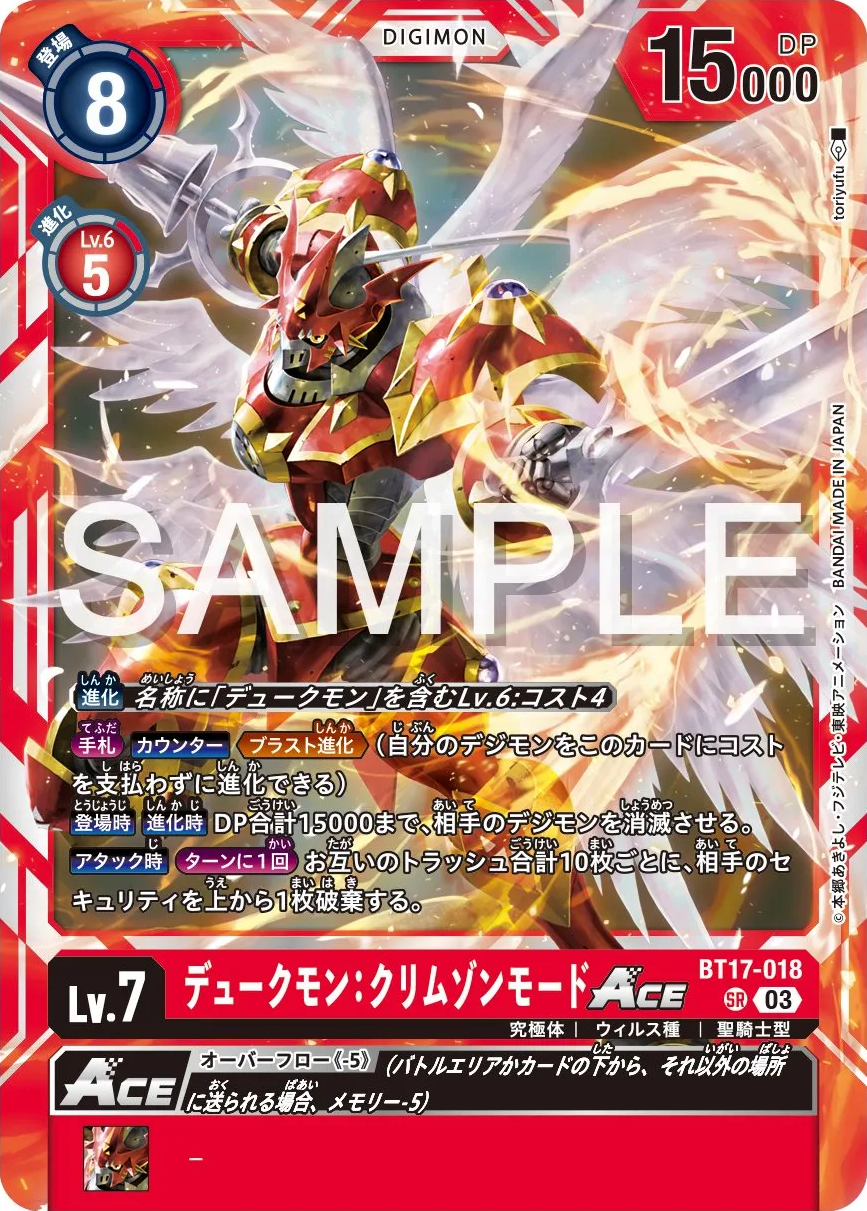 DIGIMON
登場
8
DP
15000
進化
Lv.6
5
toriyufu
SAMPLE
進化 名称に「デュークモン」を含むLv.6:コスト4
手札 カウンター ブラスト進化 (自分のデジモンをこのカードにコスト
を支払わずに進化できる)
登場時 進化時 DP合計15000まで、相手のデジモンを消滅させる。
アタック時 ターンに1回 お互いのトラッシュ合計10枚ごとに、相手のセ
キュリティを上から1枚破棄する。
©本郷あきよし・フジテレビ・東映アニメーション BANDAI MADE IN JAPAN
Lv.7
デュークモン：クリムゾンモード ACE
BT17-018
SR 03
究極体 | ウィルス種 | 聖騎士型
ACE
オーバーフロー《-5》 (バトルエリアかカードの下から、それ以外の場所
に送られる場合、メモリー-5)
–